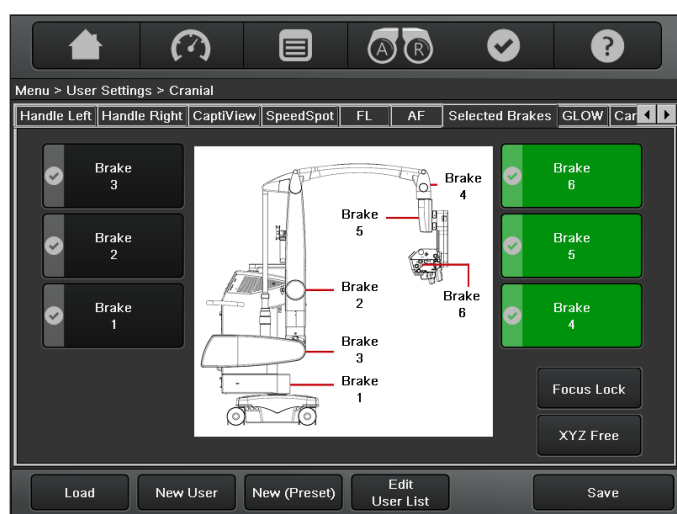 A R
?
Menu > User Settings > Cranial
Handle Left Handle Right CaptiView SpeedSpot FL AF Selected Brakes GLOW Car
Brake
3
Brake
2
Brake
1
Brake
4
Brake
5
Brake
2
Brake
6
Brake
3
Brake
1
Brake
6
Brake
5
Brake
4
Focus Lock
XYZ Free
Load
New User
New (Preset)
Edit
User List
Save